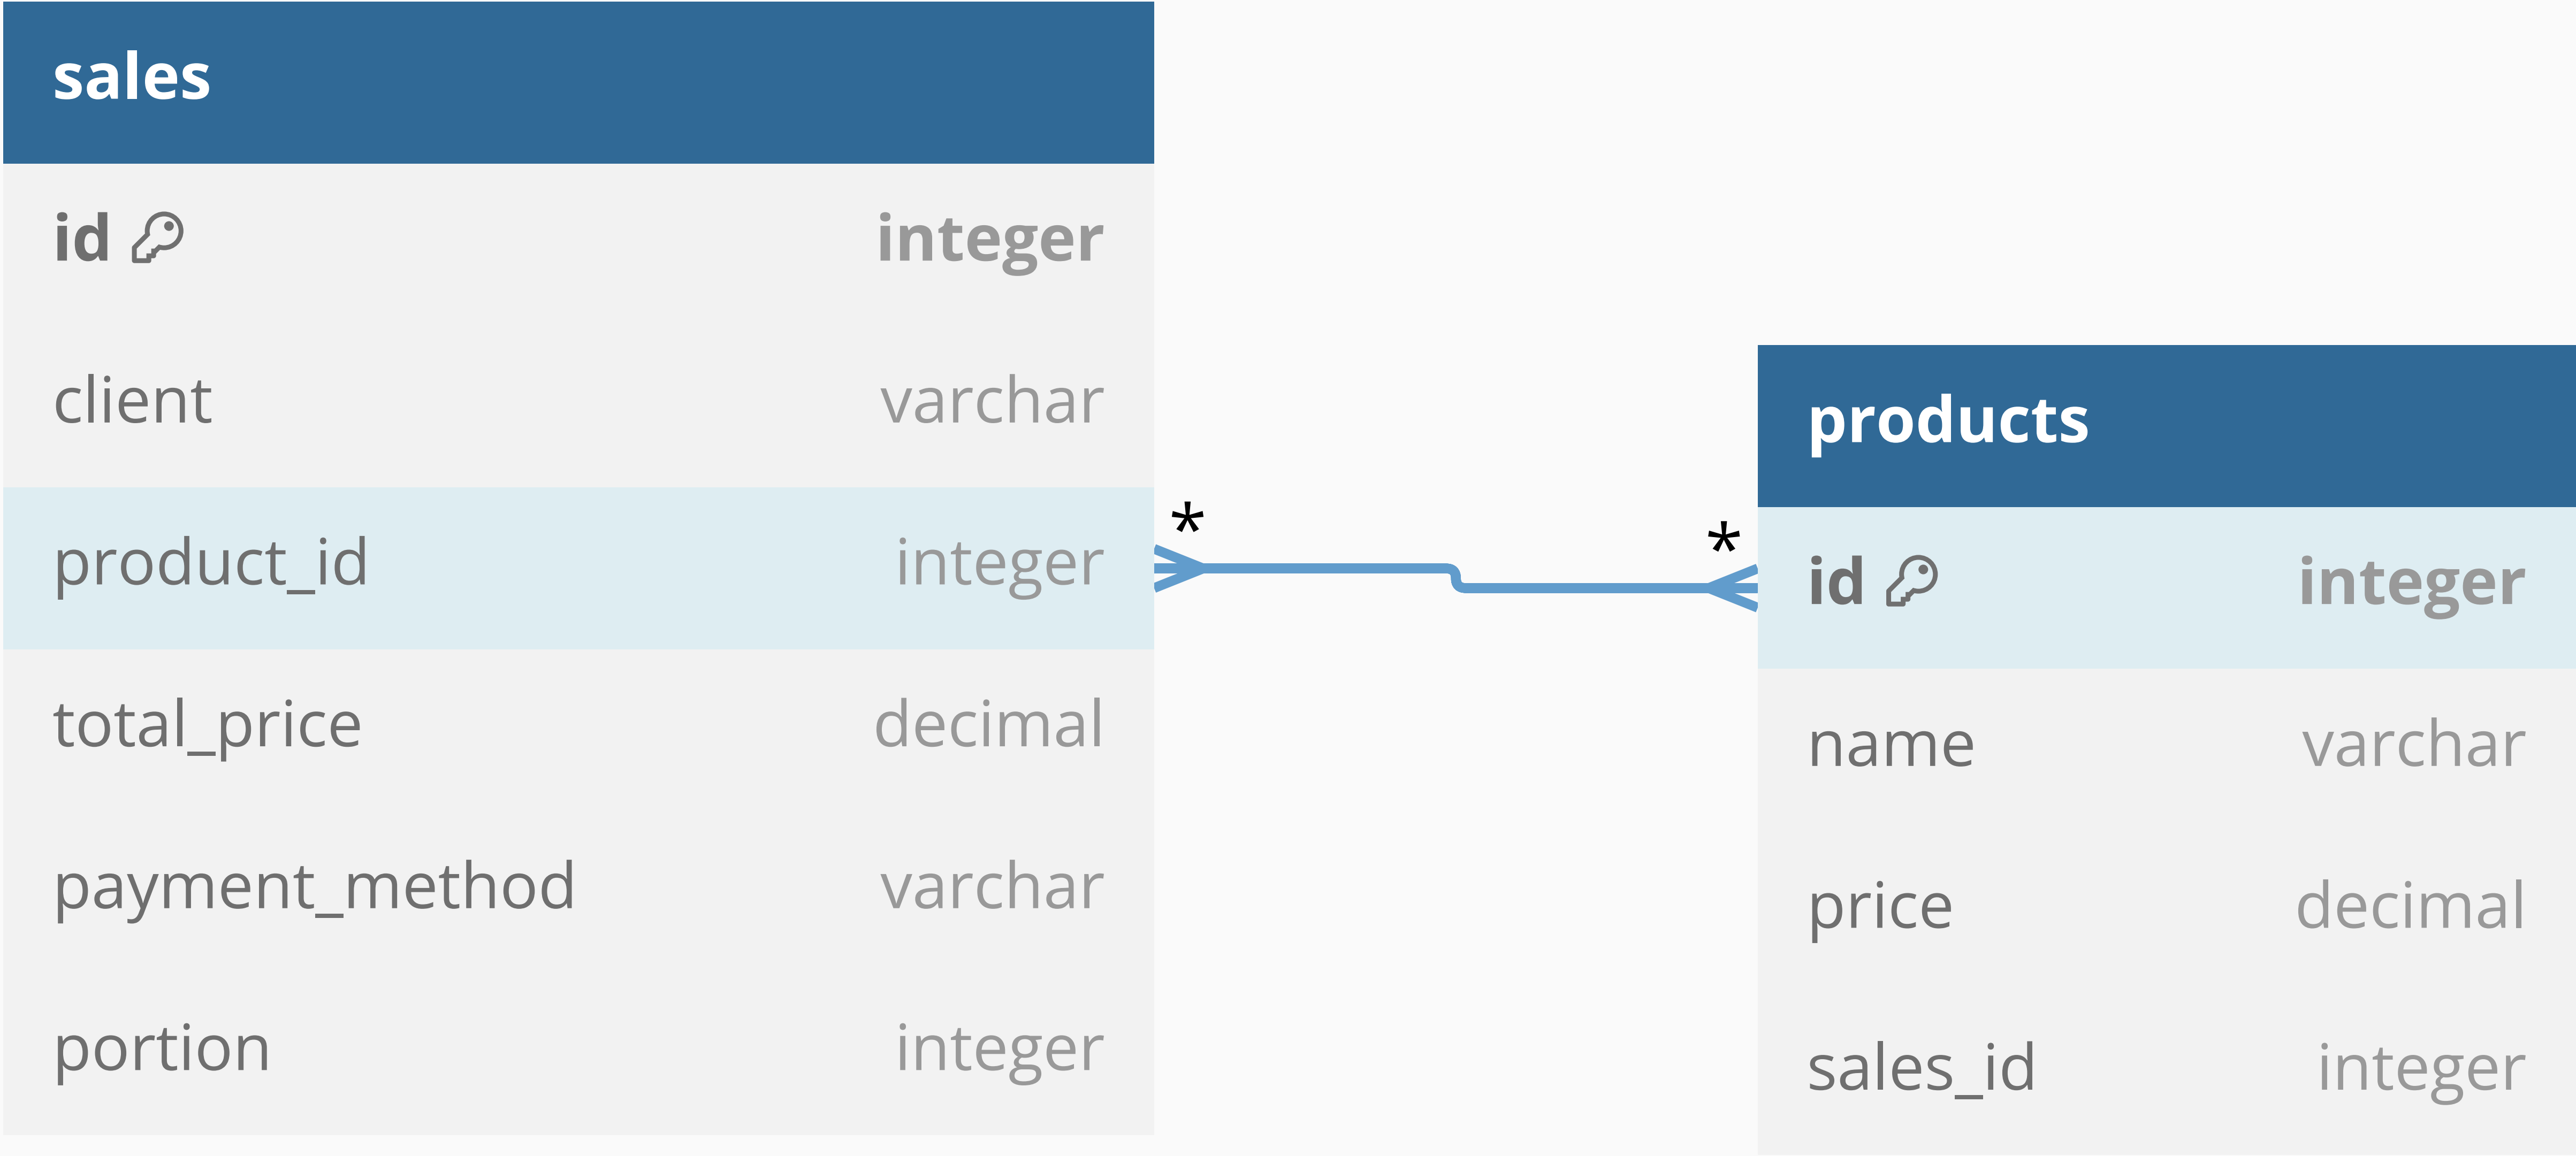 sales
id integer
client varchar
product_id integer
total_price decimal
payment_method varchar
portion integer
* *
products
id integer
name varchar
price decimal
sales_id integer